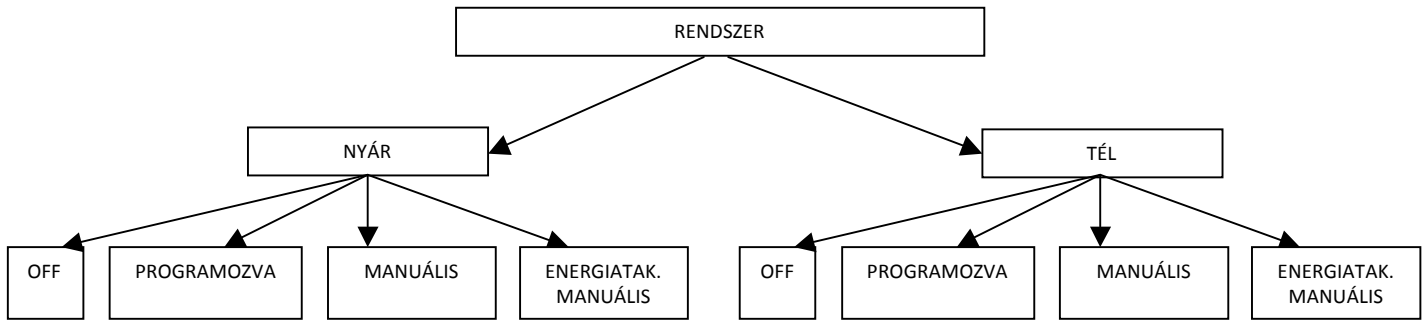 RENDSZER
NYÁR
TÉL
OFF
PROGRAMOZVA
MANUÁLIS
ENERGIATAK.
MANUÁLIS
OFF
PROGRAMOZVA
MANUÁLIS
ENERGIATAK.
MANUÁLIS